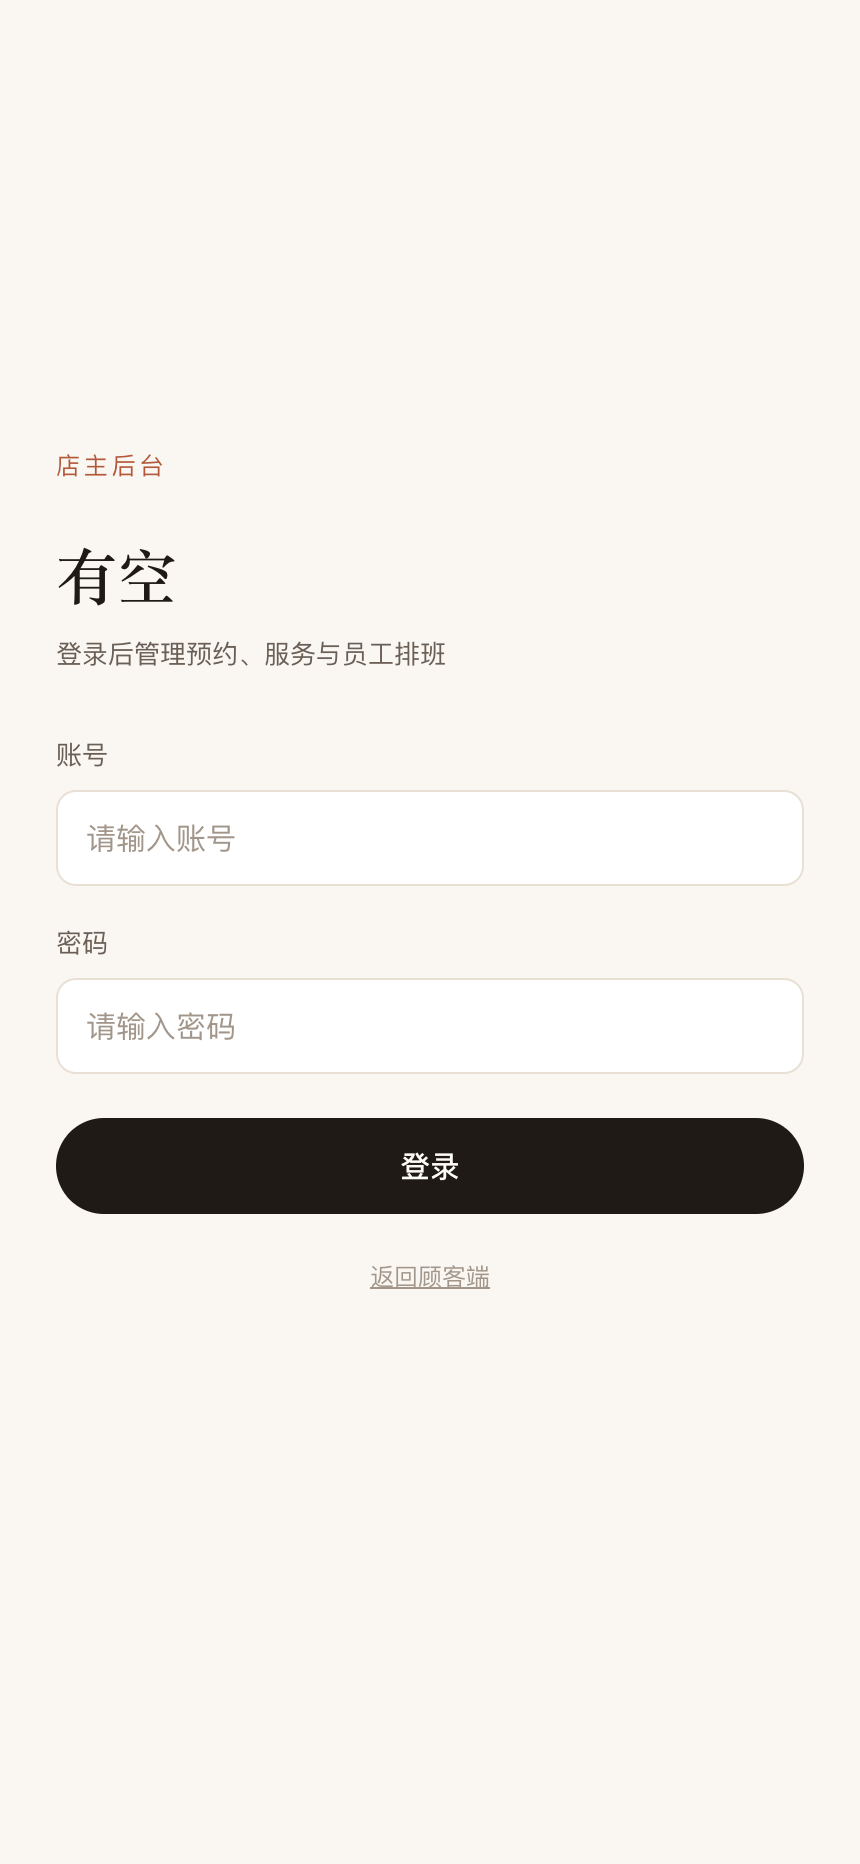 店主后台
有空
登录后管理预约、服务与员工排班
账号
请输入账号
密码
请输入密码
登录
返回顾客端